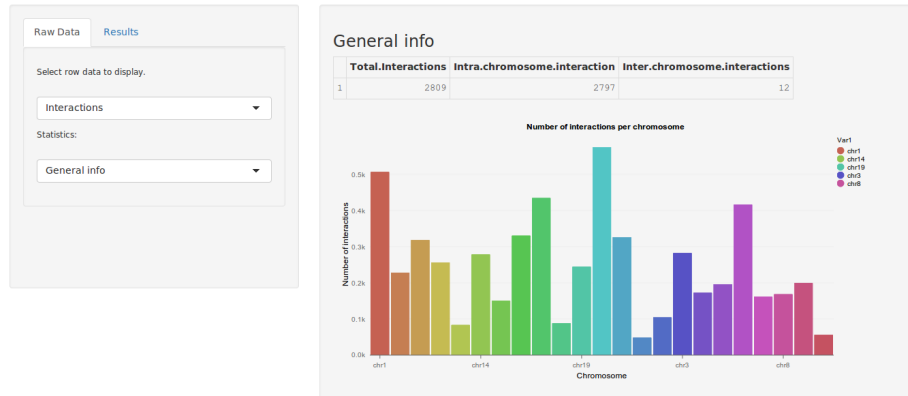 Raw Data
Results
Select row data to display.
Interactions
Statistics:
General info
General info
Total.Interactions Intra.chromosome.interaction Inter.chromosome.interactions
1 2809 2797 12
Number of interactions per chromosome
Var1
chr1
chr14
chr19
chr3
chr8
Number of interactions
0.5k
0.4k
0.3k
0.2k
0.1k
0.0k
chr1 chr14 chr19 chr3 chr8
Chromosome